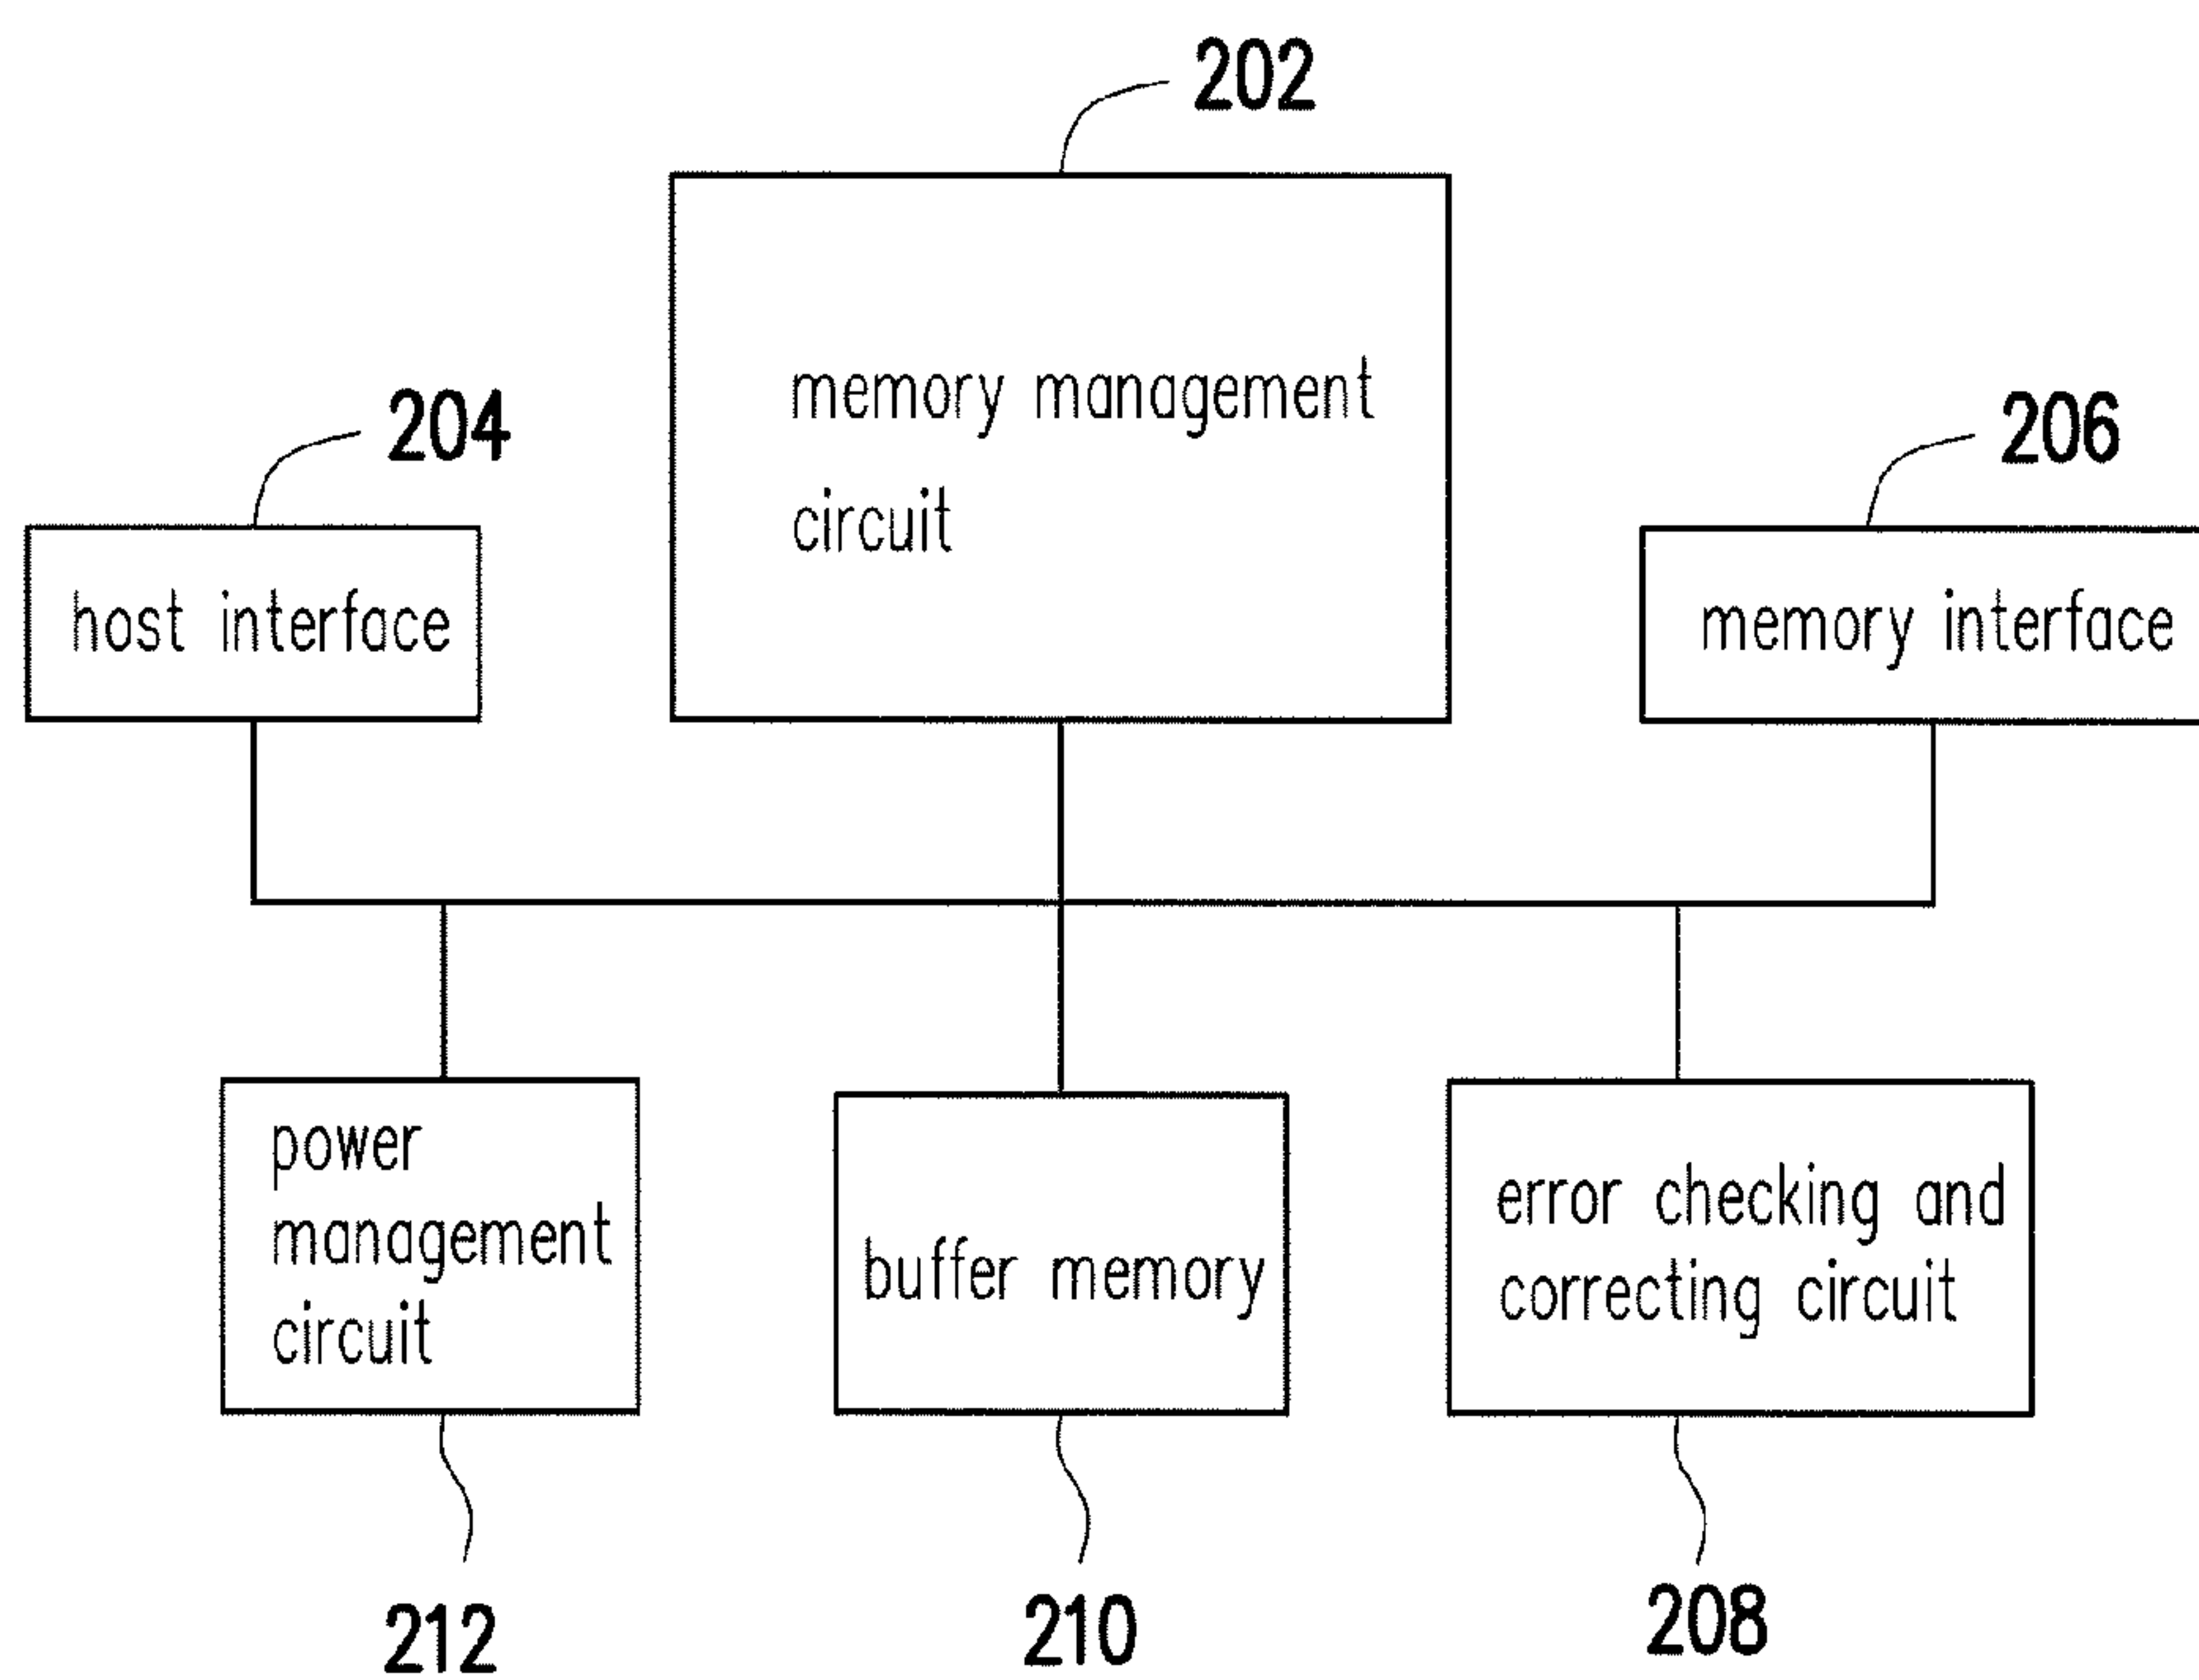 202
memory management
circuit
204
host interface
206
memory interface
power
management
circuit
buffer memory
error checking and
correcting circuit
212
210
208